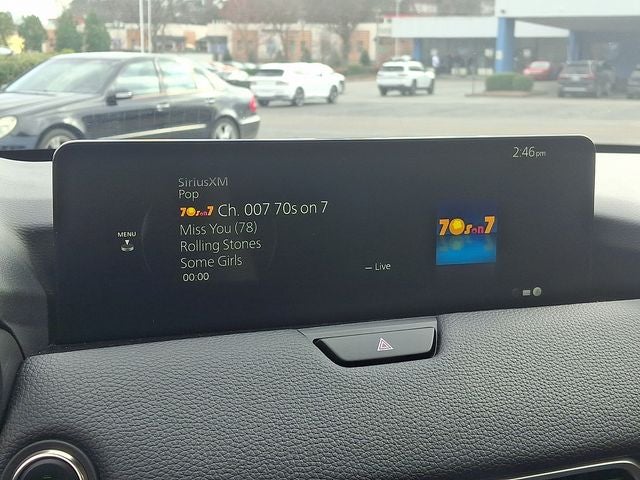 2:46pm
SiriusXM
Pop
70s on 7 Ch. 007 70s on 7
Miss You (78)
Rolling Stones
Some Girls
00:00
MENU
Live
70s on 7